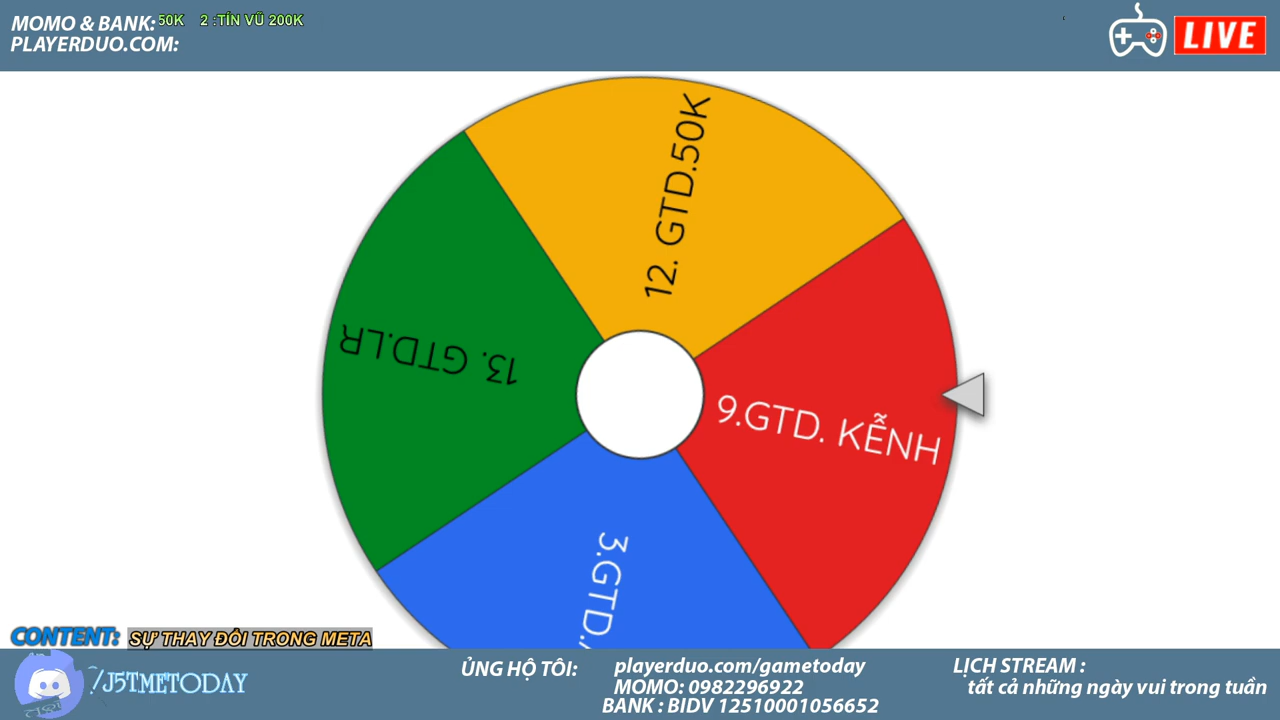 MOMO & BANK: 50K 2 :TÍN VŨ 200K
PLAYERDUO.COM:
LIVE
12. GTD.50K
13. GTD.LR
9.GTD. KỄNH
3.GTD.
CONTENT: SỰ THAY ĐỔI TRONG META
/J5TMETODAY
ỦNG HỘ TÔI:
playerduo.com/gametoday
MOMO: 0982296922
BANK : BIDV 12510001056652
LỊCH STREAM :
tất cả những ngày vui trong tuần